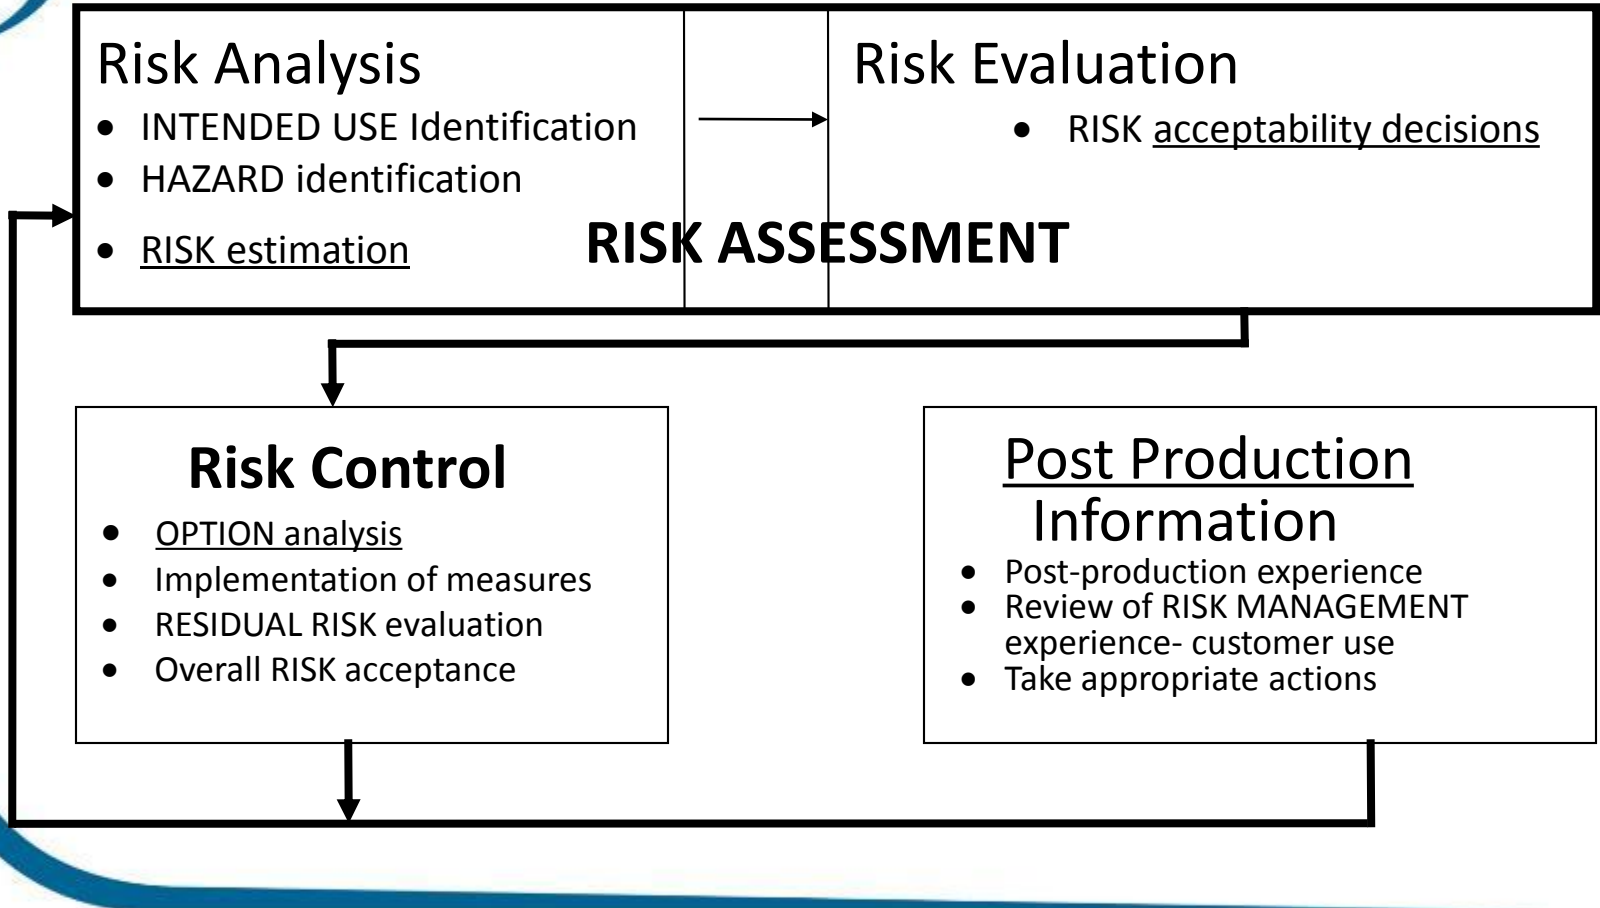 Risk Analysis
• INTENDED USE Identification
• HAZARD identification
• RISK estimation
Risk Evaluation
• RISK acceptability decisions
RISK ASSESSMENT
Risk Control
• OPTION analysis
• Implementation of measures
• RESIDUAL RISK evaluation
• Overall RISK acceptance
Post Production
Information
• Post-production experience
• Review of RISK MANAGEMENT
experience- customer use
• Take appropriate actions